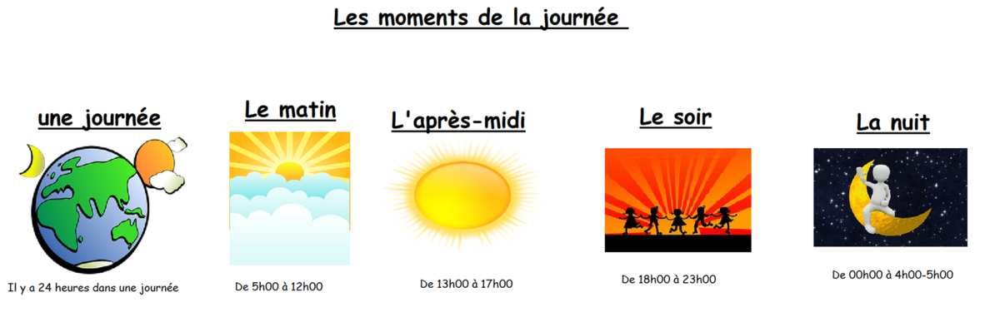 Les moments de la journée
une journée
Il y a 24 heures dans une journée
Le matin
De 5h00 à 12h00
L'après-midi
De 13h00 à 17h00
Le soir
De 18h00 à 23h00
La nuit
De 00h00 à 4h00-5h00